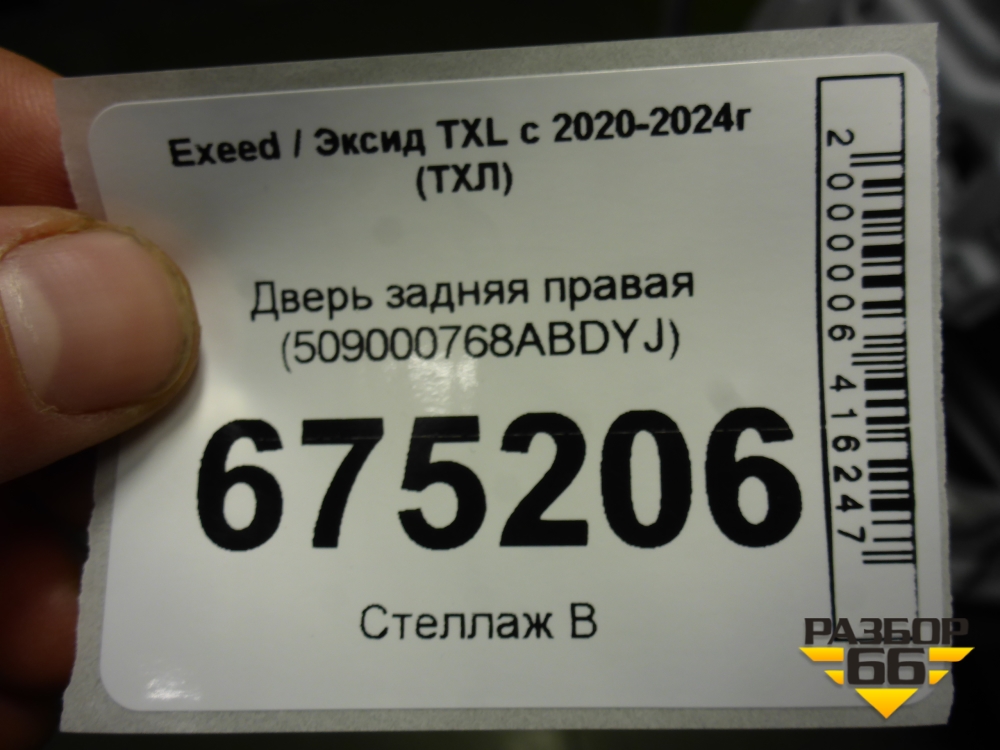 Exeed / Эксид TXL с 2020-2024г
(ТХЛ)
Дверь задняя правая
(509000768ABDYJ)
675206
Стеллаж В
2000006416247
РАЗБОР
66